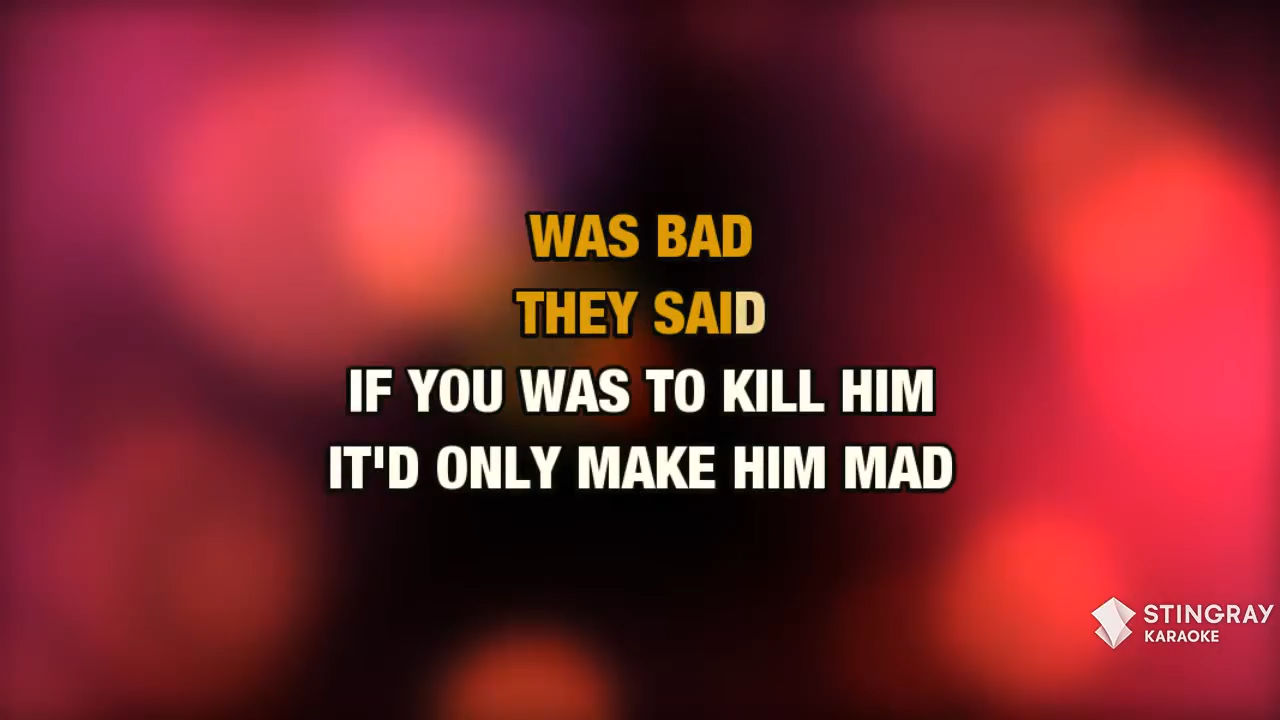 WAS BAD
THEY SAID
IF YOU WAS TO KILL HIM
IT'D ONLY MAKE HIM MAD
STINGRAY
KARAOKE